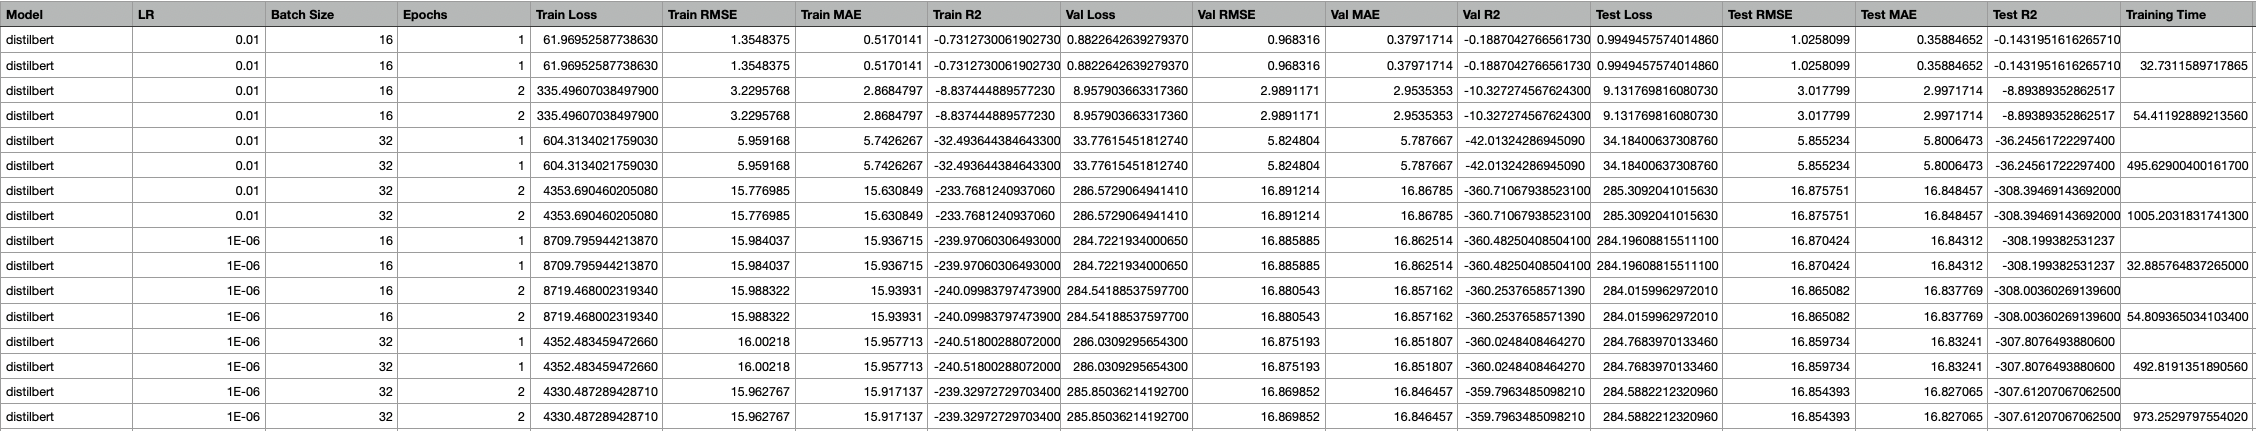 Model LR Batch Size Epochs Train Loss Train RMSE Train MAE Train R2 Val Loss Val RMSE Val MAE Val R2 Test Loss Test RMSE Test MAE Test R2 Training Time
distilbert 0.01 16 1 61.96952587738630 1.3548375 0.5170141 -0.7312730061902730 0.8822642639279370 0.968316 0.37971714 -0.1887042766561730 0.9949457574014860 1.0258099 0.35884652 -0.1431951616265710
distilbert 0.01 16 1 61.96952587738630 1.3548375 0.5170141 -0.7312730061902730 0.8822642639279370 0.968316 0.37971714 -0.1887042766561730 0.9949457574014860 1.0258099 0.35884652 -0.1431951616265710 32.7311589717865
distilbert 0.01 16 2 335.49607038497900 3.2295768 2.8684797 -8.837444889577230 8.957903663317360 2.9891171 2.9535353 -10.327274567624300 9.131769816080730 3.017799 2.9971714 -8.89389352862517
distilbert 0.01 16 2 335.49607038497900 3.2295768 2.8684797 -8.837444889577230 8.957903663317360 2.9891171 2.9535353 -10.327274567624300 9.131769816080730 3.017799 2.9971714 -8.89389352862517 54.41192889213560
distilbert 0.01 32 1 604.3134021759030 5.959168 5.7426267 -32.493644384643300 33.77615451812740 5.824804 5.787667 -42.01324286945090 34.18400637308760 5.855234 5.8006473 -36.24561722297400
distilbert 0.01 32 1 604.3134021759030 5.959168 5.7426267 -32.493644384643300 33.77615451812740 5.824804 5.787667 -42.01324286945090 34.18400637308760 5.855234 5.8006473 -36.24561722297400 495.62900400161700
distilbert 0.01 32 2 4353.690460205080 15.776985 15.630849 -233.7681240937060 286.5729064941410 16.891214 16.86785 -360.71067938523100 285.3092041015630 16.875751 16.848457 -308.39469143692000
distilbert 0.01 32 2 4353.690460205080 15.776985 15.630849 -233.7681240937060 286.5729064941410 16.891214 16.86785 -360.71067938523100 285.3092041015630 16.875751 16.848457 -308.39469143692000 1005.2031831741300
distilbert 1E-06 16 1 8709.795944213870 15.984037 15.936715 -239.97060306493000 284.7221934000650 16.885885 16.862514 -360.48250408504100 284.19608815511100 16.870424 16.84312 -308.199382531237
distilbert 1E-06 16 1 8709.795944213870 15.984037 15.936715 -239.97060306493000 284.7221934000650 16.885885 16.862514 -360.48250408504100 284.19608815511100 16.870424 16.84312 -308.199382531237 32.885764837265000
distilbert 1E-06 16 2 8719.468002319340 15.988322 15.93931 -240.09983797473900 284.54188537597700 16.880543 16.857162 -360.2537658571390 284.0159962972010 16.865082 16.837769 -308.00360269139600
distilbert 1E-06 16 2 8719.468002319340 15.988322 15.93931 -240.09983797473900 284.54188537597700 16.880543 16.857162 -360.2537658571390 284.0159962972010 16.865082 16.837769 -308.00360269139600 54.809365034103400
distilbert 1E-06 32 1 4352.483459472660 16.00218 15.957713 -240.51800288072000 286.0309295654300 16.875193 16.851807 -360.0248408464270 284.7683970133460 16.859734 16.83241 -307.8076493880600
distilbert 1E-06 32 1 4352.483459472660 16.00218 15.957713 -240.51800288072000 286.0309295654300 16.875193 16.851807 -360.0248408464270 284.7683970133460 16.859734 16.83241 -307.8076493880600 492.8191351890560
distilbert 1E-06 32 2 4330.487289428710 15.962767 15.917137 -239.32972729703400 285.85036214192700 16.869852 16.846457 -359.7963485098210 284.5882212320960 16.854393 16.827065 -307.61207067062500
distilbert 1E-06 32 2 4330.487289428710 15.962767 15.917137 -239.32972729703400 285.85036214192700 16.869852 16.846457 -359.7963485098210 284.5882212320960 16.854393 16.827065 -307.61207067062500 973.2529797554020